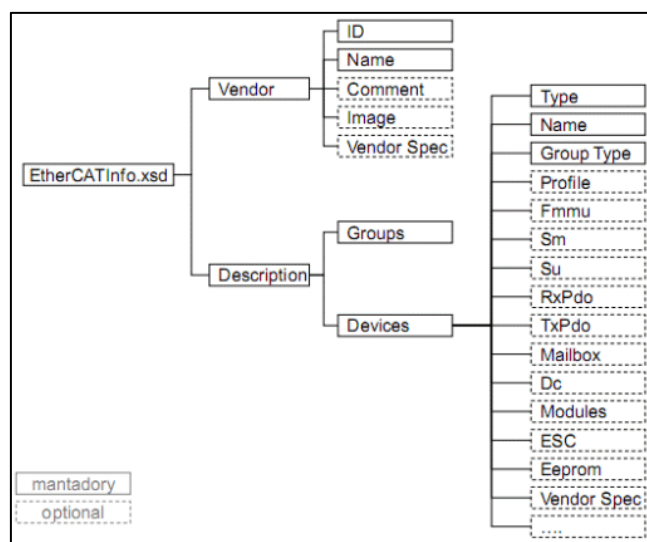 EtherCATInfo.xsd
Vendor
ID
Name
Comment
Image
Vendor Spec
Description
Groups
Devices
Type
Name
Group Type
Profile
Fmmu
Sm
Su
RxPdo
TxPdo
Mailbox
Dc
Modules
ESC
Eeprom
Vendor Spec
....
mantadory
optional